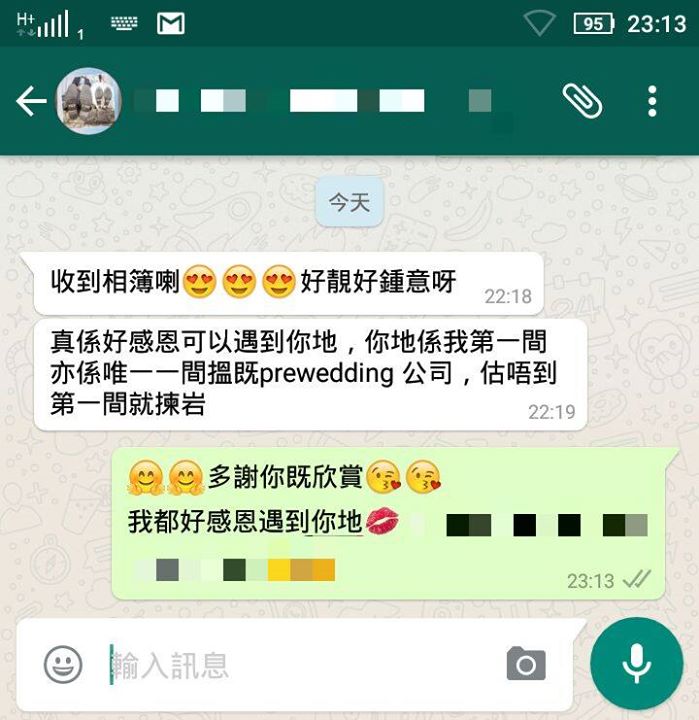 H+
1
95
23:13
今天
收到相簿喇😍😍😍好靚好鍾意呀
22:18
真係好感恩可以遇到你地，你地係我第一間
亦係唯一一間搵既prewedding 公司，估唔到
第一間就揀岩
22:19
🤗🤗多謝你既欣賞😘😘
我都好感恩遇到你地💋
23:13
輸入訊息